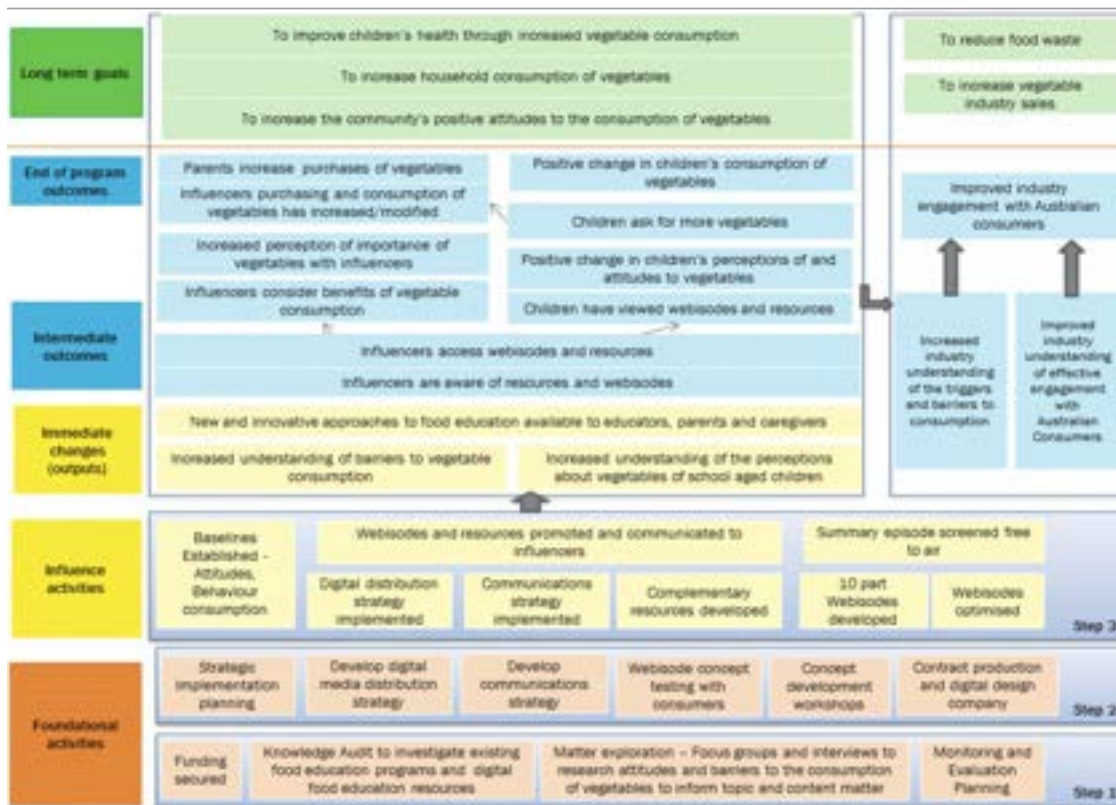 Long term goals
To improve children's health through increased vegetable consumption
To increase household consumption of vegetables
To increase the community's positive attitudes to the consumption of vegetables
To reduce food waste
To increase vegetable
industry sales
End of program
outcomes
Parents increase purchases of vegetables
Influencers purchasing and consumption of
vegetables has increased/modified
Increased perception of importance of
vegetables with influencers
Influencers consider benefits of vegetable
consumption
Positive change in children's consumption of
vegetables
Children ask for more vegetables
Positive change in children's perceptions of and
attitudes to vegetables
Children have viewed webisodes and resources
Improved industry
engagement with Australian
consumers
Intermediate
outcomes
Influencers access webisodes and resources
Influencers are aware of resources and webisodes
Increased
industry
understanding
of the triggers
and barriers to
consumption
Improved
industry
understanding
of effective
engagement
with
Australian
Consumers
Immediate
changes
(outputs)
New and innovative approaches to food education available to educators, parents and caregivers
Increased understanding of barriers to vegetable
consumption
Increased understanding of the perceptions
about vegetables of school aged children
Influence
activities
Baselines
Established -
Attitudes,
Behaviour
consumption
Webisodes and resources promoted and communicated to
influencers
Summary episode screened free
to air
Digital distribution
strategy
implemented
Communications
strategy
implemented
Complementary
resources developed
10 part
Webisodes
developed
Webisodes
optimised
Step 3
Foundational
activities
Strategic
implementation
planning
Develop digital
media distribution
strategy
Develop
communications
strategy
Webisode concept
testing with
consumers
Concept
development
workshops
Contract production
and digital design
company
Step 2
Funding
secured
Knowledge Audit to investigate existing
food education programs and digital
food education resources
Matter exploration – Focus groups and interviews to
research attitudes and barriers to the consumption
of vegetables to inform topic and content matter
Monitoring and
Evaluation
Planning
Step 1